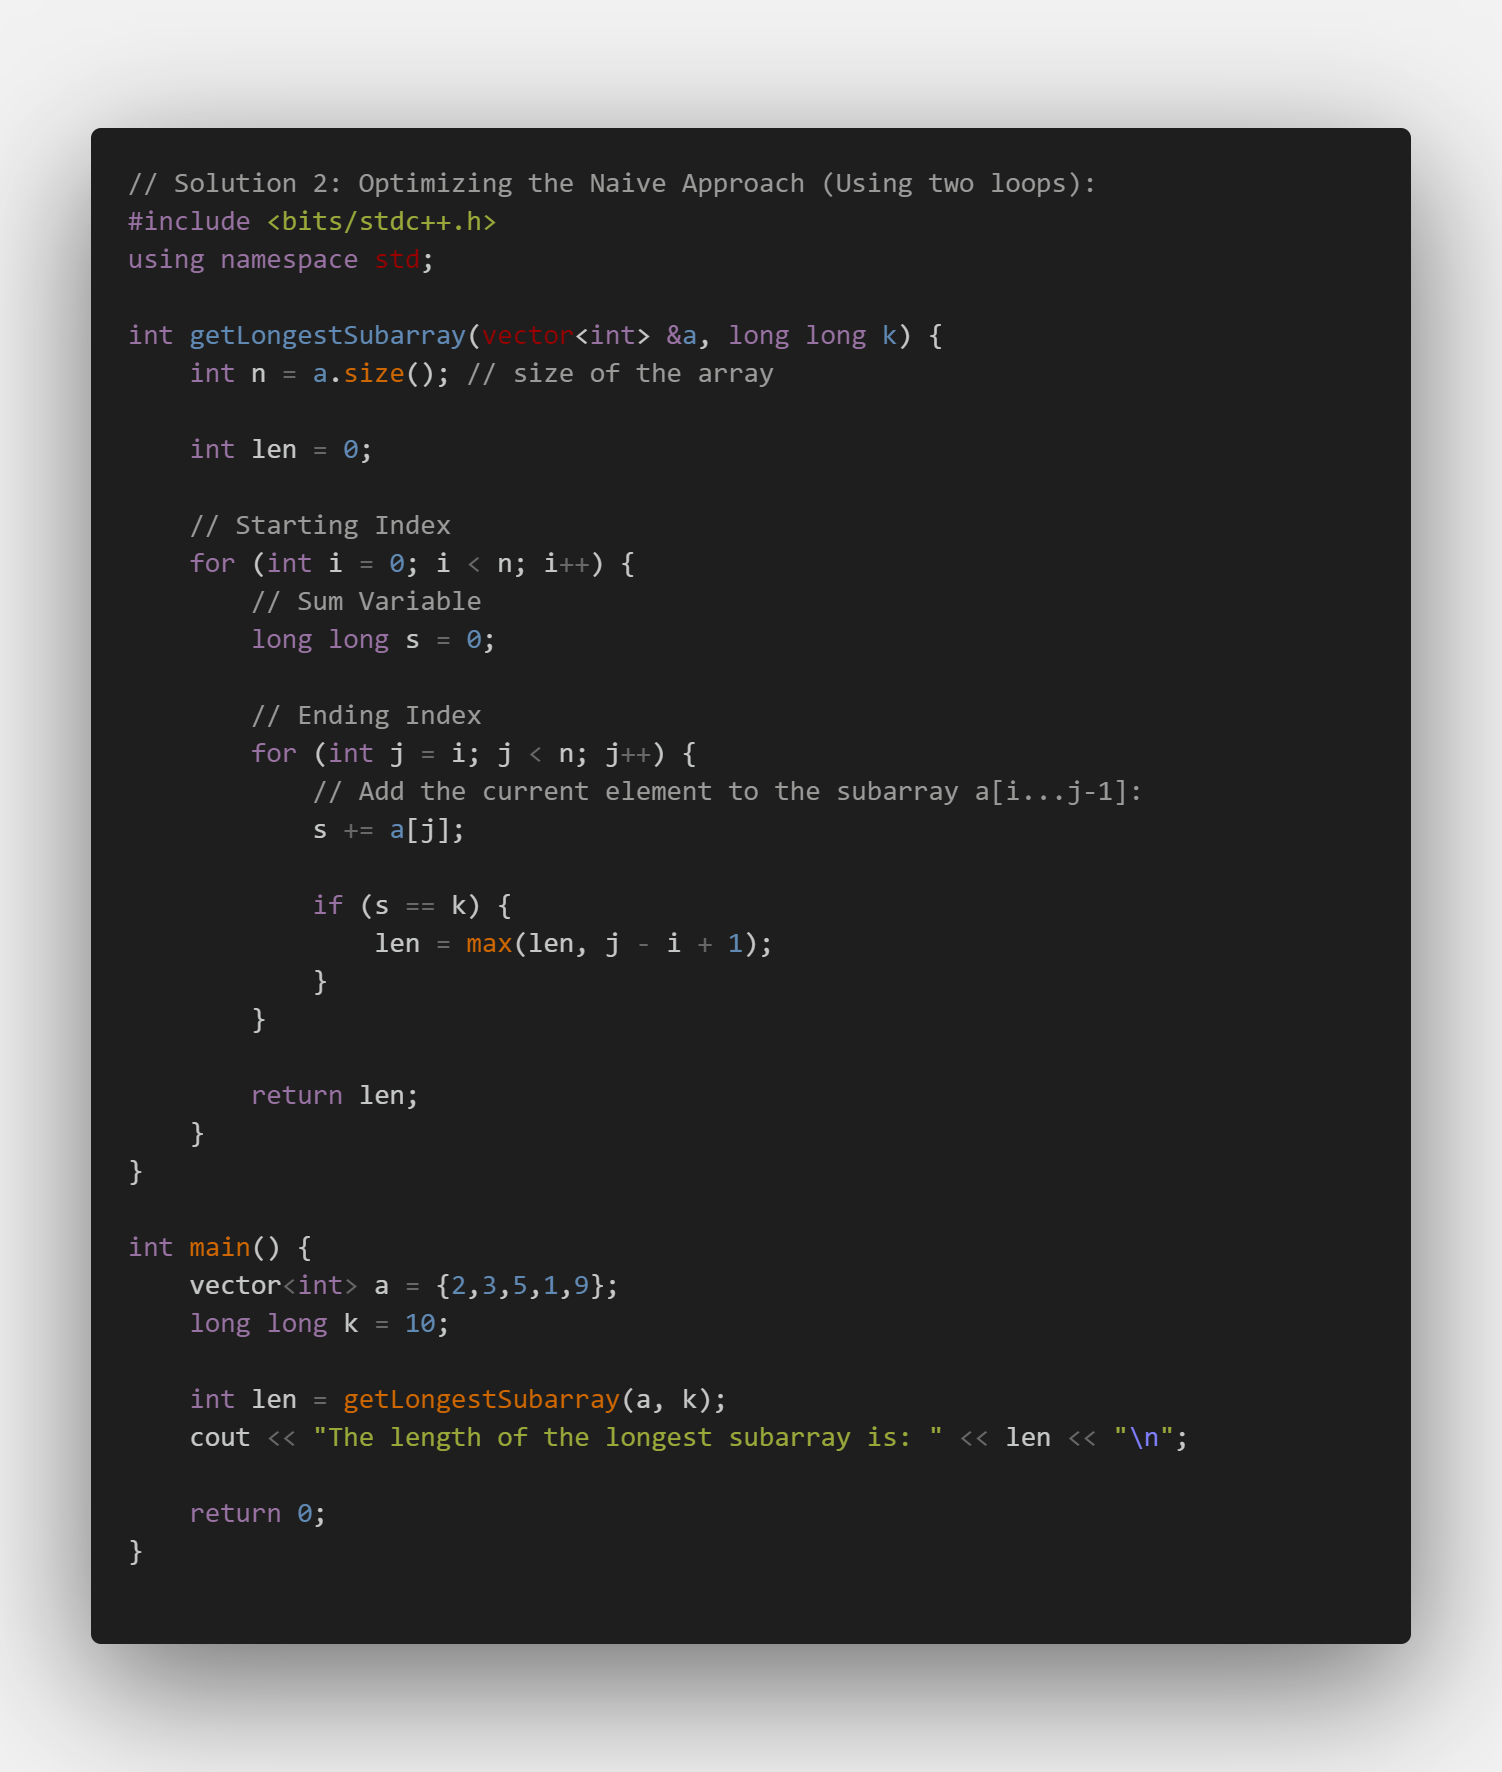 // Solution 2: Optimizing the Naive Approach (Using two loops):
#include <bits/stdc++.h>
using namespace std;

int getLongestSubarray(vector<int> &a, long long k) {
    int n = a.size(); // size of the array

    int len = 0;

    // Starting Index
    for (int i = 0; i < n; i++) {
        // Sum Variable
        long long s = 0;

        // Ending Index
        for (int j = i; j < n; j++) {
            // Add the current element to the subarray a[i...j-1]:
            s += a[j];

            if (s == k) {
                len = max(len, j - i + 1);
            }
        }

        return len;
    }
}

int main() {
    vector<int> a = {2,3,5,1,9};
    long long k = 10;

    int len = getLongestSubarray(a, k);
    cout << "The length of the longest subarray is: " << len << "\n";

    return 0;
}